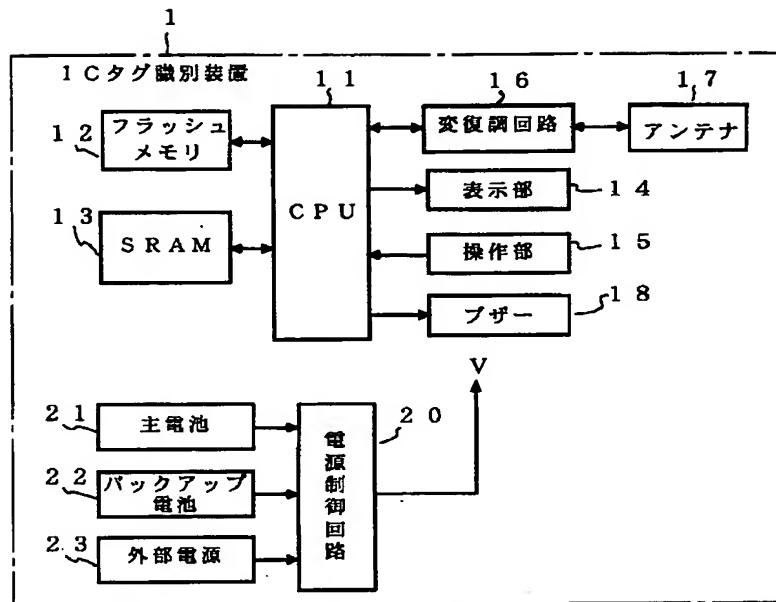 1
ICタグ識別装置
11
16
17
12
フラッシュ
メモリ
変復調回路
アンテナ
CPU
表示部
14
13
SRAM
操作部
15
ブザー
18
V
21
主電池
20
電源制御回路
22
バックアップ
電池
23
外部電源